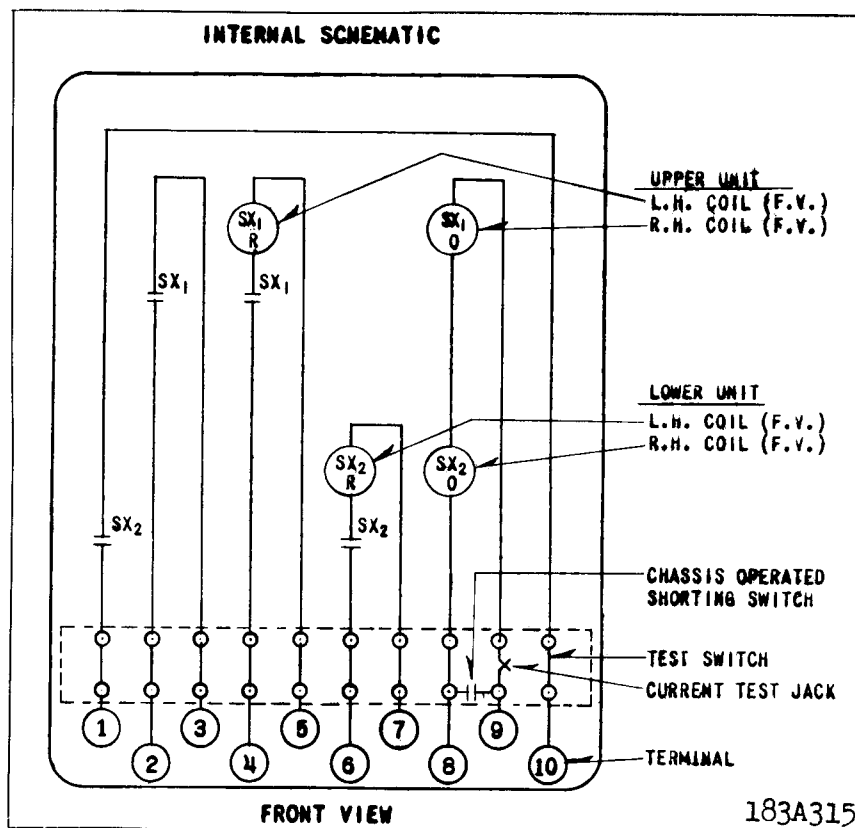 INTERNAL SCHEMATIC
UPPER UNIT
L.H. COIL (F.V.)
R.H. COIL (F.V.)
SX1
R
SX1
O
SX1
SX1
LOWER UNIT
L.H. COIL (F.V.)
R.H. COIL (F.V.)
SX2
R
SX2
O
SX2
SX2
CHASSIS OPERATED
SHORTING SWITCH
TEST SWITCH
CURRENT TEST JACK
1 3 5 7 9
2 4 6 8 10
TERMINAL
FRONT VIEW
183A315